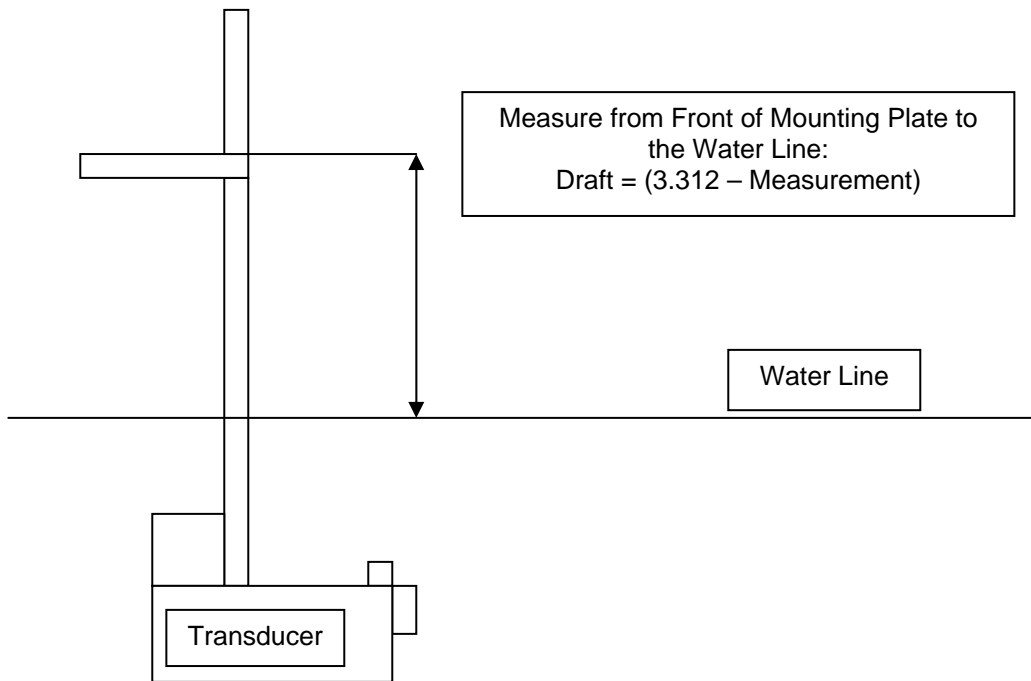 Measure from Front of Mounting Plate to
the Water Line:
Draft = (3.312 – Measurement)
Water Line
Transducer